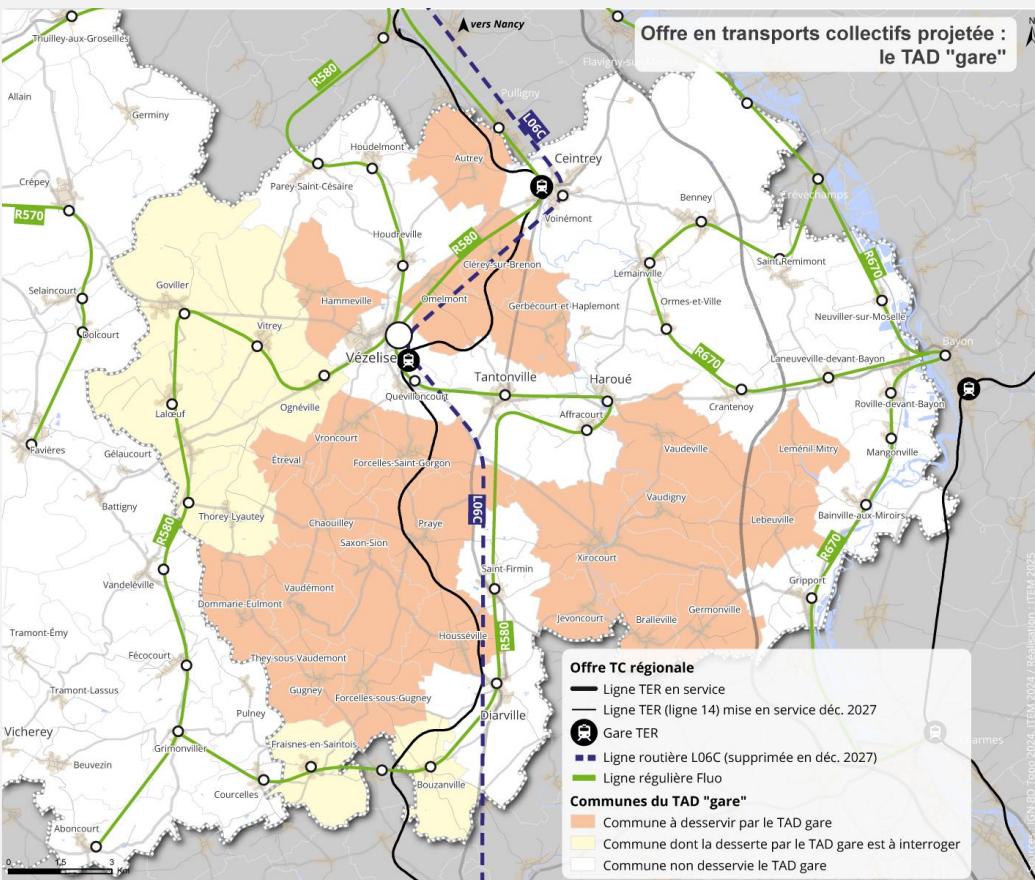 Offre en transports collectifs projetée :
le TAD "gare"
vers Nancy
N
Thuilley-aux-Groseilles
R580
Pulligny
L06C
Allain
Germiny
Houdelmont
Autrey
Ceintrey
Crépey
Parey-Saint-Césaire
R570
Voinémont
Benney
Houdreville
R580
Clérey-sur-Brenon
Saint-Remimont
R670
Selaincourt
Goviller
Lemainville
Hammeville
Omelmont
Gerbécourt-et-Haplemont
Ormes-et-Ville
Neuviller-sur-Moselle
Dolcourt
Vitrey
Vézelise
R670
Laneuveville-devant-Bayon
Bayon
Tantonville
Haroué
Quevilloncourt
Crantenoy
Roville-devant-Bayon
Lalœuf
Ognéville
Affracourt
Favières
Gélaucourt
Vroncourt
Étreval
Forcelles-Saint-Gorgon
Vaudeville
Leménil-Mitry
Mangonville
Battigny
L06C
Vaudigny
Thorey-Lyautey
Chaouilley
Praye
Lebeuville
Bainville-aux-Miroirs
R580
Saxon-Sion
Xirocourt
R670
Vandeléville
Saint-Firmin
Vaudémont
Gripport
Dommarie-Eulmont
Jevoncourt
Germonville
Bralleville
Tramont-Émy
Housséville
R580
Fécocourt
They-sous-Vaudemont
Tramont-Lassus
Gugney
Forcelles-sous-Gugney
Pulney
Diarville
Vicherey
Grimonviller
Fraisnes-en-Saintois
Beuvezin
Bouzanville
Courcelles
Aboncourt
0 1,5 3
Km
Offre TC régionale
Ligne TER en service
Ligne TER (ligne 14) mise en service déc. 2027
Gare TER
Ligne routière L06C (supprimée en déc. 2027)
Ligne régulière Fluo
Communes du TAD "gare"
Commune à desservir par le TAD gare
Commune dont la desserte par le TAD gare est à interroger
Commune non desservie le TAD gare